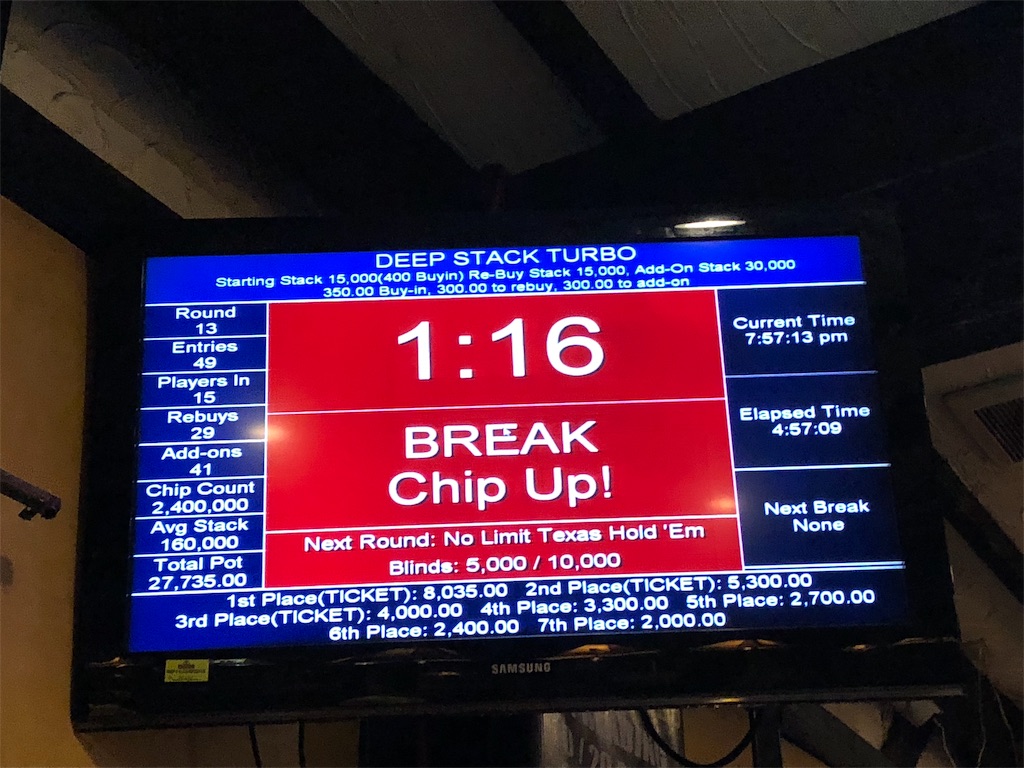 DEEP STACK TURBO
Starting Stack 15,000(400 Buyin) Re-Buy Stack 15,000, Add-On Stack 30,000
350.00 Buy-in, 300.00 to rebuy, 300.00 to add-on
Round
13
Entries
49
Players In
15
Rebuys
29
Add-ons
41
Chip Count
2,400,000
Avg Stack
160,000
Total Pot
27,735.00
1:16
BREAK
Chip Up!
Next Round: No Limit Texas Hold 'Em
Blinds: 5,000 / 10,000
Current Time
7:57:13 pm
Elapsed Time
4:57:09
Next Break
None
1st Place(TICKET): 8,035.00 2nd Place(TICKET): 5,300.00
3rd Place(TICKET): 4,000.00 4th Place: 3,300.00 5th Place: 2,700.00
6th Place: 2,400.00 7th Place: 2,000.00
SAMSUNG